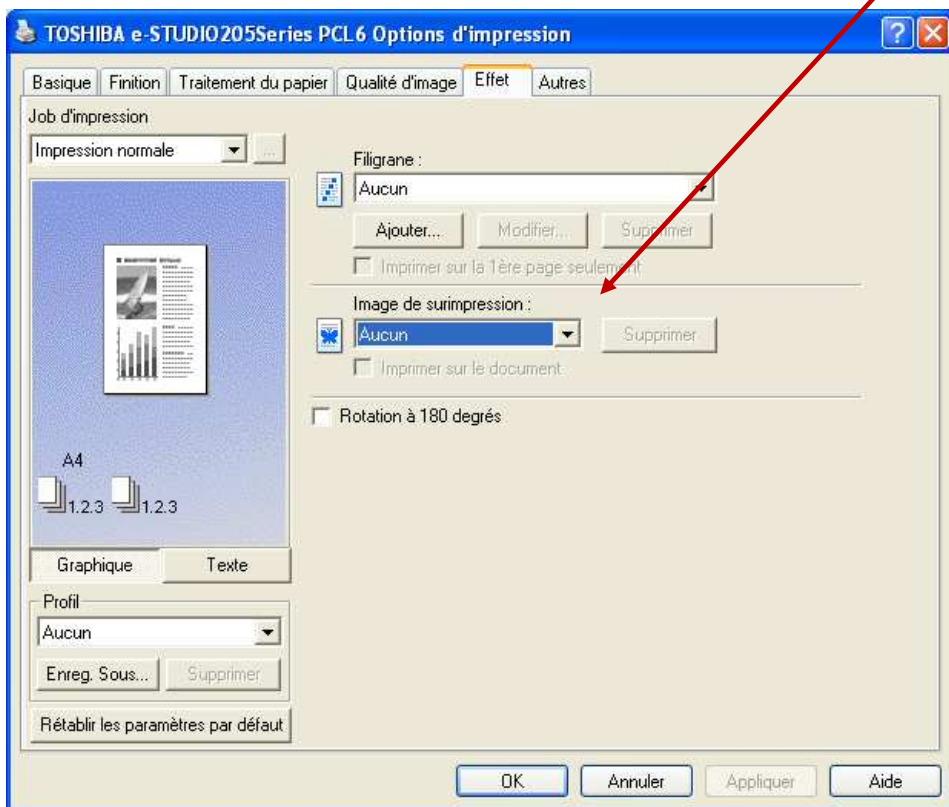 TOSHIBA e-STUDIO205Series PCL6 Options d'impression
Basique Finition Traitement du papier Qualité d'image Effet Autres
Job d'impression
Impression normale ...
Filigrane :
Aucun
Ajouter... Modifier... Supprimer
Imprimer sur la 1ère page seulement
Image de surimpression :
Aucun Supprimer
Imprimer sur le document
Rotation à 180 degrés
A4
1.2.3 1.2.3
Graphique Texte
Profil
Aucun
Enreg. Sous... Supprimer
Rétablir les paramètres par défaut
OK Annuler Appliquer Aide